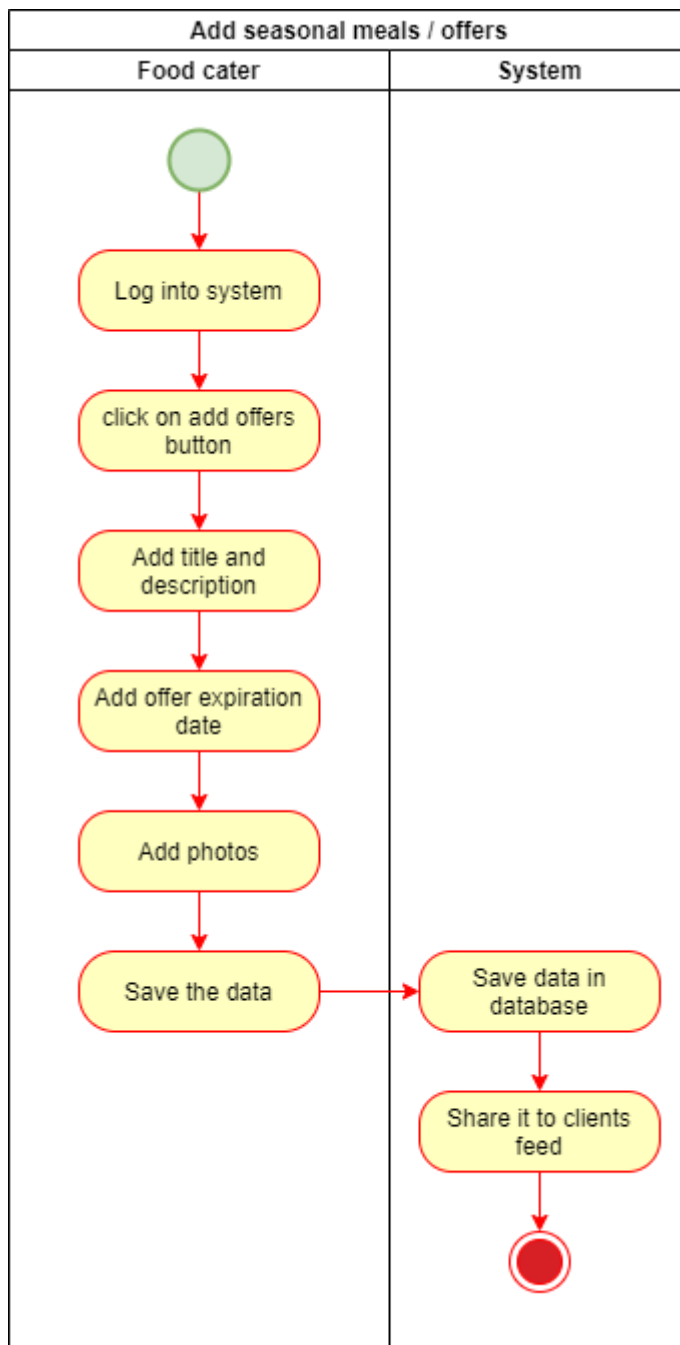 Add seasonal meals / offers
Food cater
System
Log into system
click on add offers
button
Add title and
description
Add offer expiration
date
Add photos
Save the data
Save data in
database
Share it to clients
feed